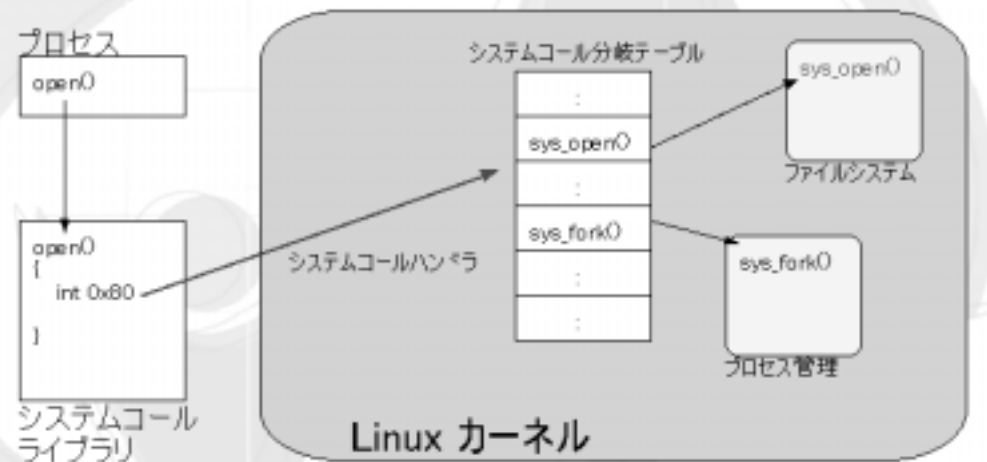 プロセス
open()
open()
{
int 0x80
}
システムコール
ライブラリ
システムコールハンドラ
システムコール分岐テーブル
:
sys_open()
:
sys_fork()
:
:
sys_open()
ファイルシステム
sys_fork()
プロセス管理
Linux カーネル